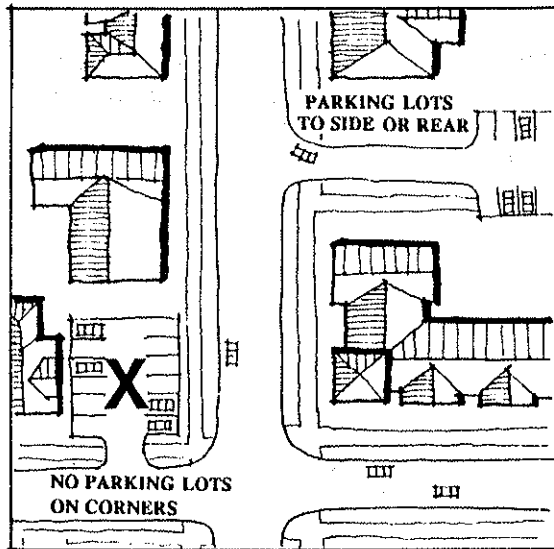 PARKING LOTS
TO SIDE OR REAR
X
NO PARKING LOTS
ON CORNERS